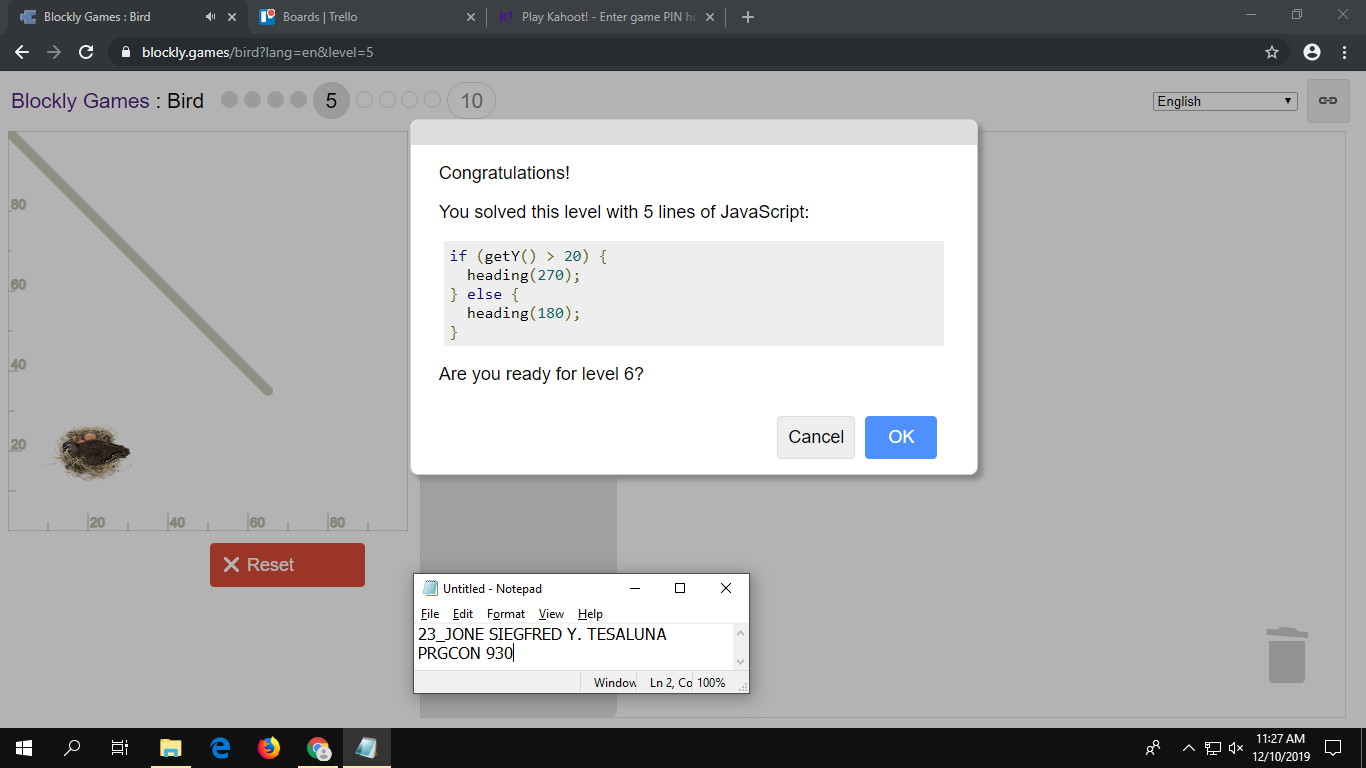 Blockly Games : Bird
Boards | Trello
Play Kahoot! - Enter game PIN he
blockly.games/bird?lang=en&level=5
Blockly Games : Bird
5
10
English
80
60
40
20
20
40
60
80
Reset
Congratulations!
You solved this level with 5 lines of JavaScript:
if (getY() > 20) {
heading(270);
} else {
heading(180);
}
Are you ready for level 6?
Cancel
OK
Untitled - Notepad
File Edit Format View Help
23_JONE SIEGFRED Y. TESALUNA
PRGCON 930
Window Ln 2, Co 100%
11:27 AM
12/10/2019